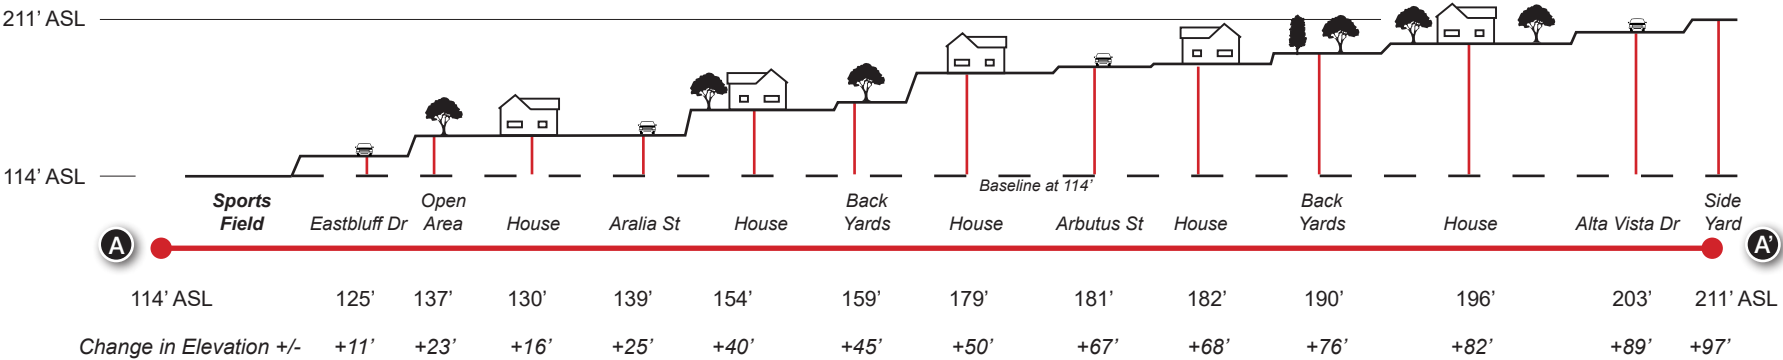 211’ ASL
114’ ASL
Baseline at 114’
Sports
Field
Eastbluff Dr
Open
Area
House
Aralia St
House
Back
Yards
House
Arbutus St
House
Back
Yards
House
Alta Vista Dr
Side
Yard
A
A’
114’ ASL 125’ 137’ 130’ 139’ 154’ 159’ 179’ 181’ 182’ 190’ 196’ 203’ 211’ ASL
Change in Elevation +/- +11’ +23’ +16’ +25’ +40’ +45’ +50’ +67’ +68’ +76’ +82’ +89’ +97’